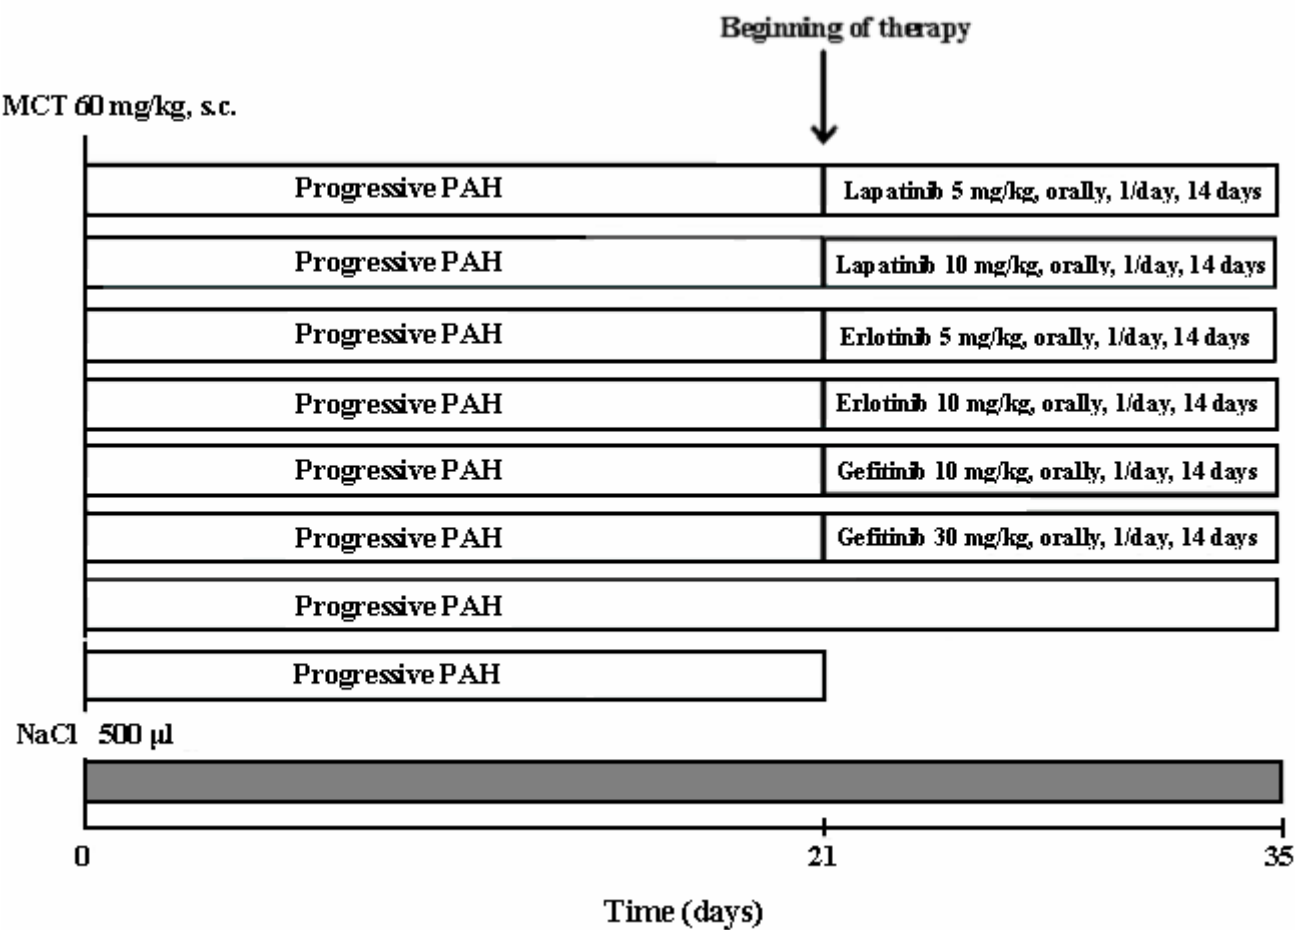 Beginning of therapy
MCT 60 mg/kg, s.c.
Progressive PAH Lapatinib 5 mg/kg, orally, 1/day, 14 days
Progressive PAH Lapatinib 10 mg/kg, orally, 1/day, 14 days
Progressive PAH Erlotinib 5 mg/kg, orally, 1/day, 14 days
Progressive PAH Erlotinib 10 mg/kg, orally, 1/day, 14 days
Progressive PAH Gefitinib 10 mg/kg, orally, 1/day, 14 days
Progressive PAH Gefitinib 30 mg/kg, orally, 1/day, 14 days
Progressive PAH
Progressive PAH
NaCl 500 µl
0 21 35
Time (days)